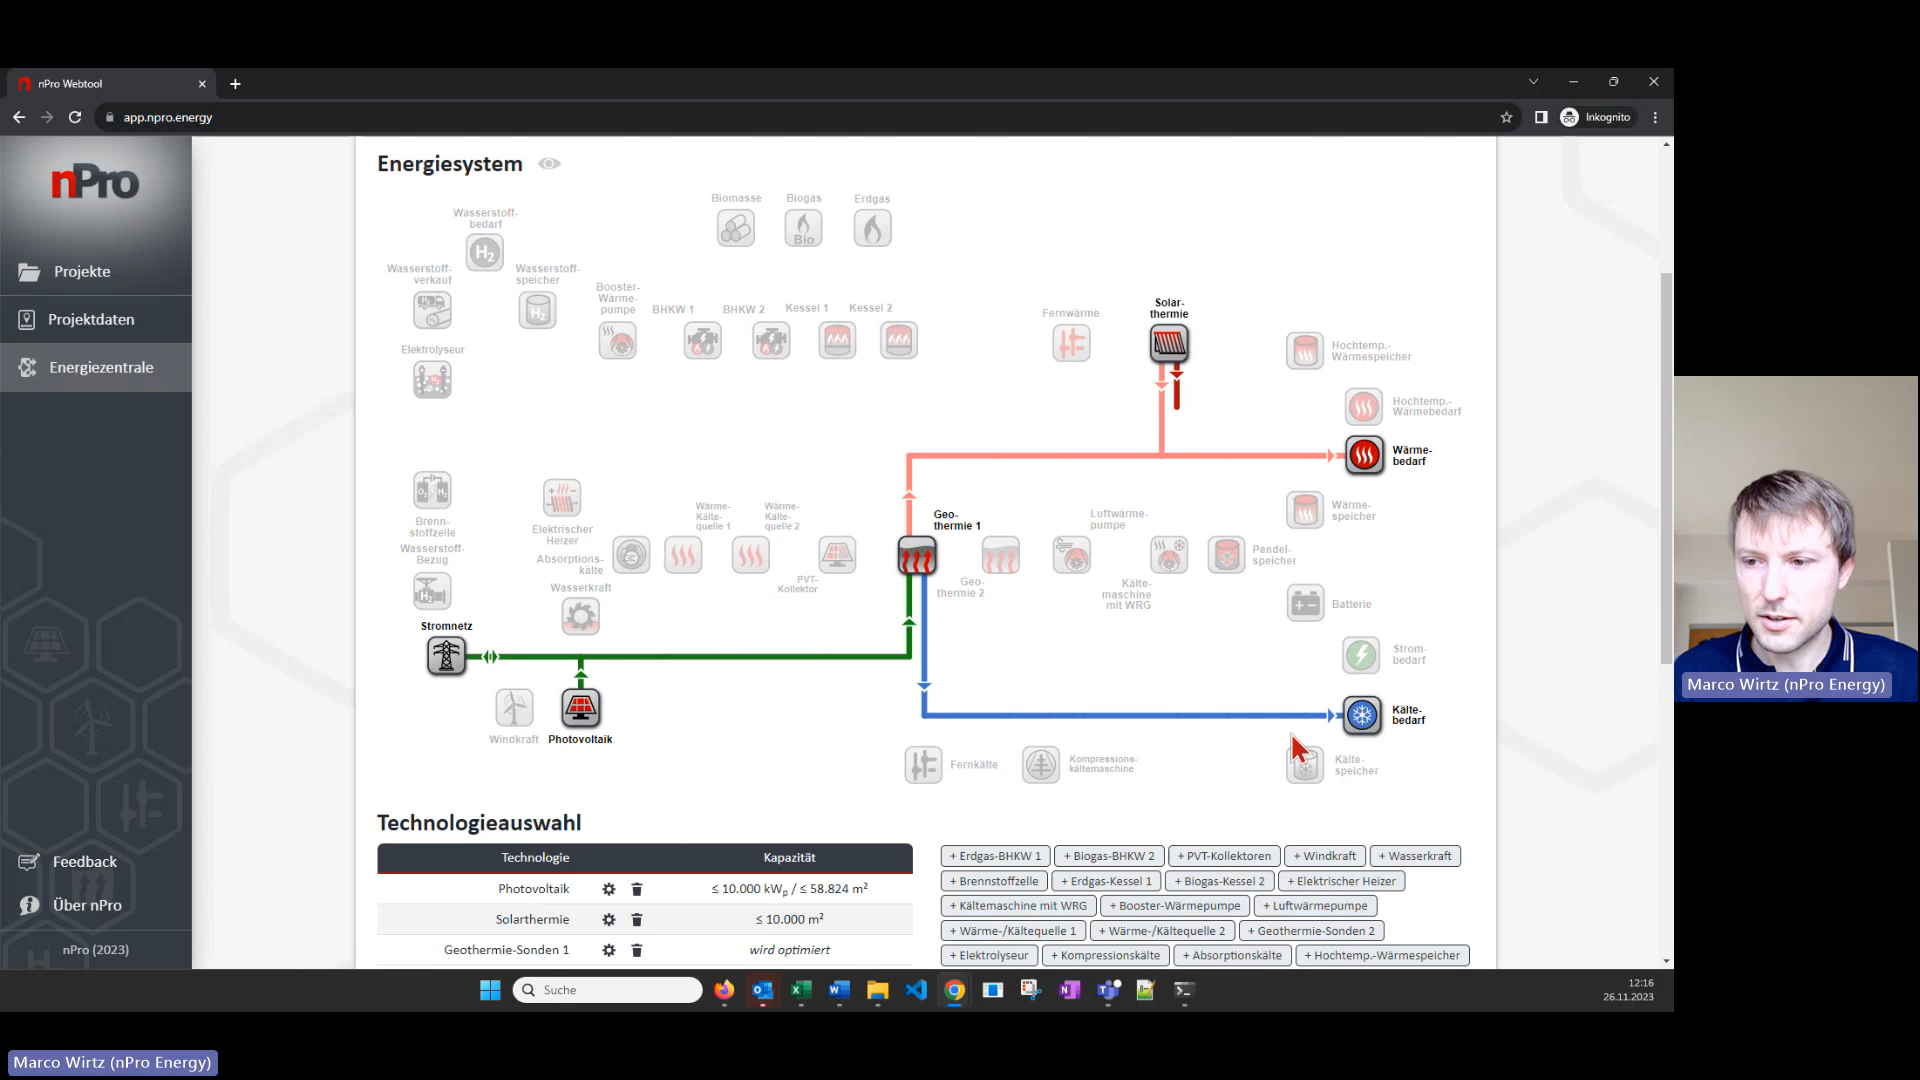 nPro Webtool
app.npro.energy
Inkognito
nPro
Projekte
Projektdaten
Energiezentrale
Feedback
Über nPro
nPro (2023)
Energiesystem
Biomasse
Biogas
Erdgas
Bio
Wasserstoff-
bedarf
H2
Wasserstoff-
verkauf
H2
Wasserstoff-
speicher
H2
Booster-
Wärme-
pumpe
BHKW 1
BHKW 2
Kessel 1
Kessel 2
Fernwärme
Solar-
thermie
Hochtemp.-
Wärmespeicher
Elektrolyseur
Hochtemp.-
Wärmebedarf
Wärme-
bedarf
O2 H2
Brenn-
stoffzelle
Elektrischer
Heizer
Wärme-
Kälte-
quelle 1
Wärme-
Kälte-
quelle 2
Geo-
thermie 1
Luftwärme-
pumpe
Wärme-
speicher
Wasserstoff-
Bezug
H2
Absorptions-
kälte
PVT-
Kollektor
Geo-
thermie 2
Kälte-
maschine
mit WRG
Pendel-
speicher
Wasserkraft
Batterie
Stromnetz
Strom-
bedarf
Windkraft
Photovoltaik
Kälte-
bedarf
Fernkälte
Kompressions-
kältemaschine
Kälte-
speicher
Technologieauswahl
Technologie Kapazität
Photovoltaik ≤ 10.000 kWp / ≤ 58.824 m²
Solarthermie ≤ 10.000 m²
Geothermie-Sonden 1 wird optimiert
+ Erdgas-BHKW 1 + Biogas-BHKW 2 + PVT-Kollektoren + Windkraft + Wasserkraft
+ Brennstoffzelle + Erdgas-Kessel 1 + Biogas-Kessel 2 + Elektrischer Heizer
+ Kältemaschine mit WRG + Booster-Wärmepumpe + Luftwärmepumpe
+ Wärme-/Kältequelle 1 + Wärme-/Kältequelle 2 + Geothermie-Sonden 2
+ Elektrolyseur + Kompressionskälte + Absorptionskälte + Hochtemp.-Wärmespeicher
Suche
12:16
26.11.2023
Marco Wirtz (nPro Energy)
Marco Wirtz (nPro Energy)